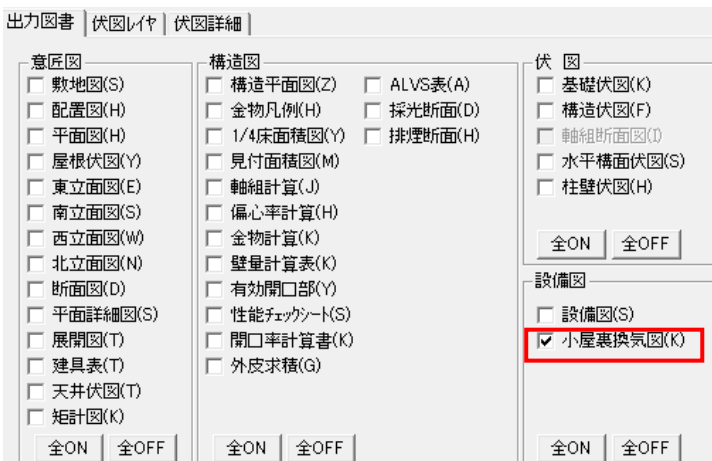 出力図書 伏図レイヤ 伏図詳細
意匠図
敷地図(S)
配置図(H)
平面図(H)
屋根伏図(Y)
東立面図(E)
南立面図(S)
西立面図(W)
北立面図(N)
断面図(D)
平面詳細図(S)
展開図(T)
建具表(T)
天井伏図(T)
矩計図(K)
全ON 全OFF
構造図
構造平面図(Z) ALVS表(A)
金物凡例(H) 採光断面(D)
1/4床面積図(Y) 排煙断面(H)
見付面積図(M)
軸組計算(J)
偏心率計算(H)
金物計算(K)
壁量計算表(K)
有効開口部(Y)
性能チェックシート(S)
開口率計算書(K)
外皮求積(G)
全ON 全OFF
伏 図
基礎伏図(K)
構造伏図(F)
軸組断面図(I)
水平構面伏図(S)
柱壁伏図(H)
全ON 全OFF
設備図
設備図(S)
小屋裏換気図(K)
全ON 全OFF